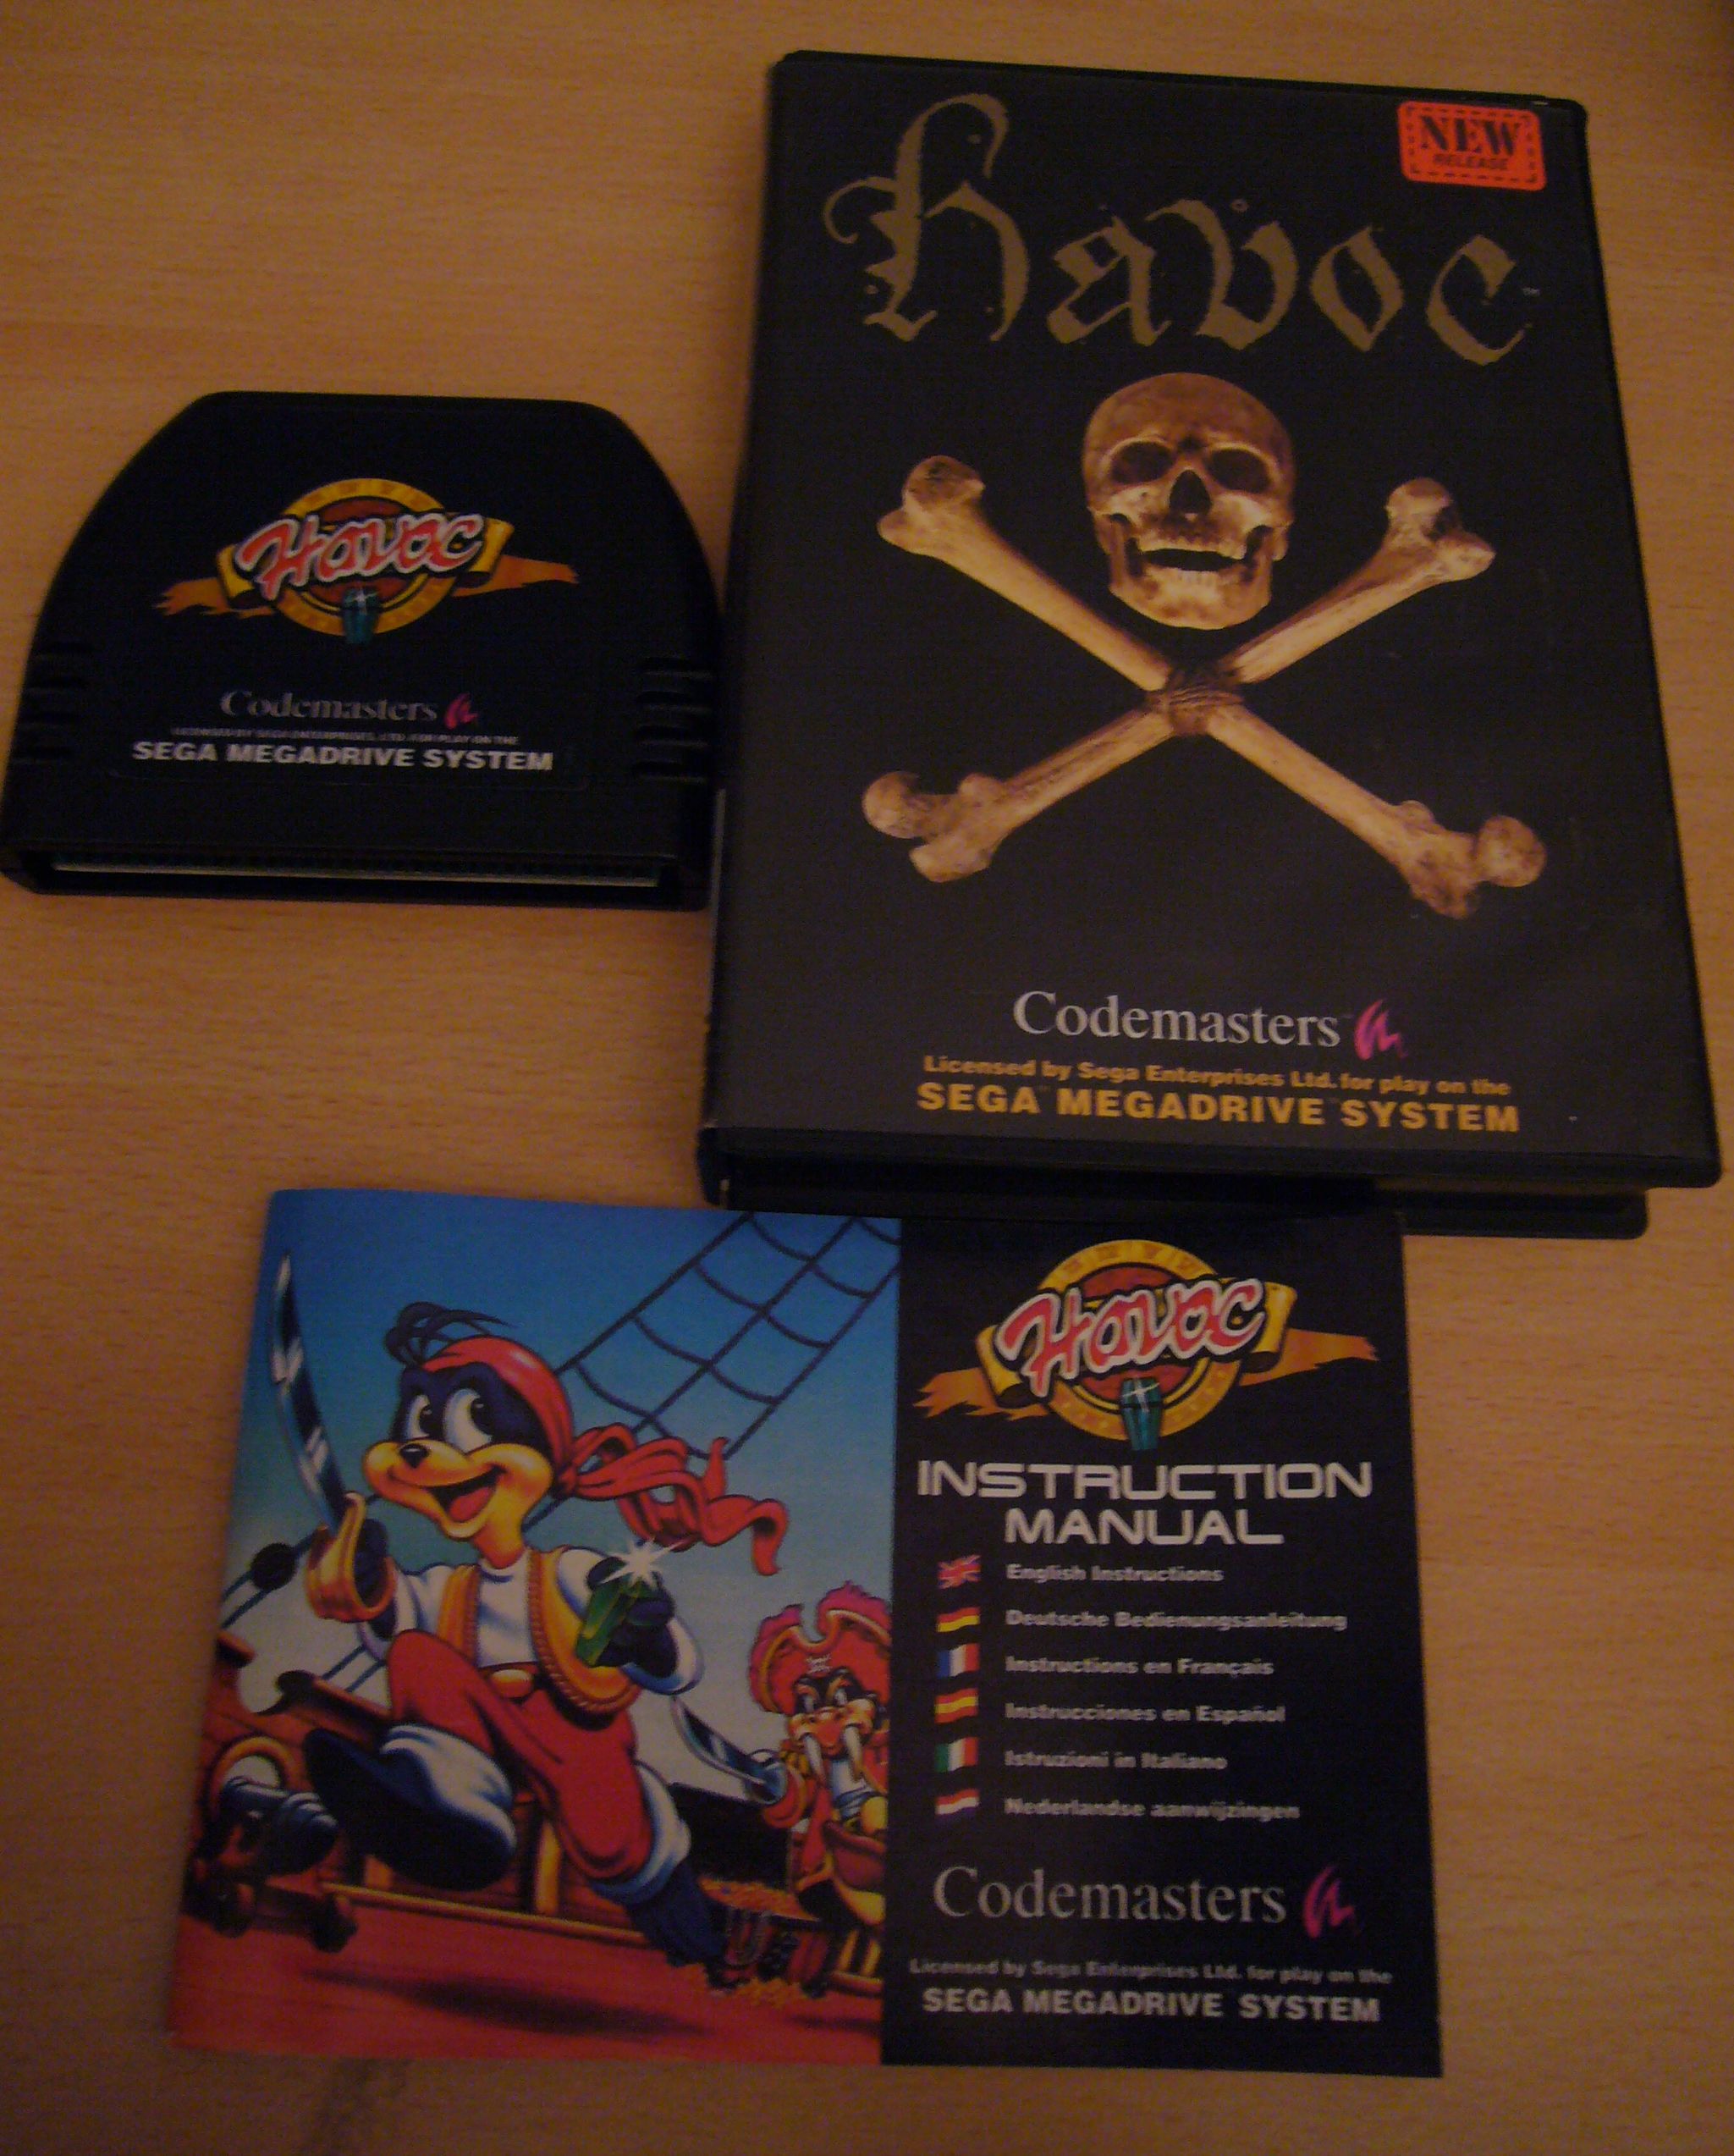 NEW
RELEASE
havoc
Codemasters
Licensed by Sega Enterprises Ltd. for play on the
SEGA™ MEGADRIVE™ SYSTEM
Havoc
Codemasters
LICENSED BY SEGA ENTERPRISES, LTD. FOR PLAY ON THE
SEGA MEGADRIVE SYSTEM
Havoc
INSTRUCTION
MANUAL
English Instructions
Deutsche Bedienungsanleitung
Instructions en Français
Instrucciones en Español
Istruzioni in Italiano
Nederlandse aanwijzingen
Codemasters
Licensed by Sega Enterprises Ltd. for play on the
SEGA MEGADRIVE SYSTEM